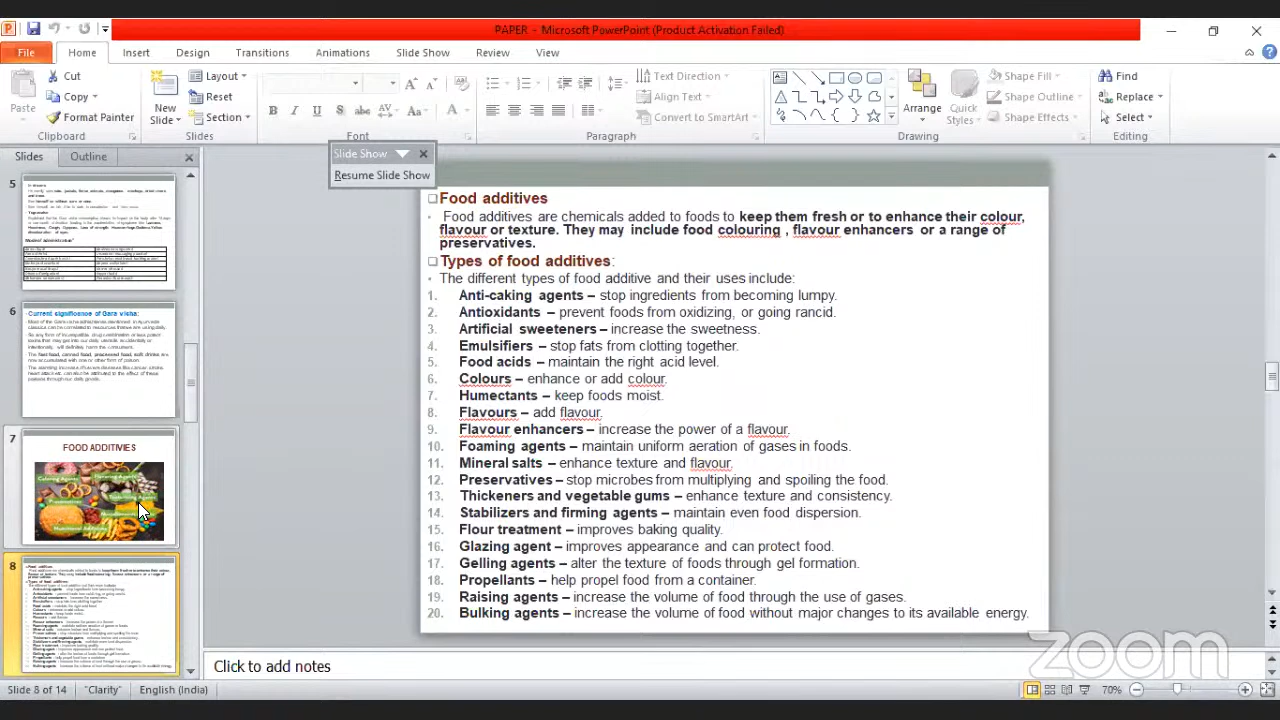 PAPER - Microsoft PowerPoint (Product Activation Failed)
File Home Insert Design Transitions Animations Slide Show Review View
Paste Cut Copy Format Painter Clipboard
New Slide Layout Reset Section Slides
Font
Text Direction Align Text Convert to SmartArt Paragraph
Arrange Quick Styles Shape Fill Shape Outline Shape Effects Drawing
Find Replace Select Editing
Slides Outline
Slide Show
Resume Slide Show
5
6
Current significance of Gara visha:
7
FOOD ADDITIVIES
8
Food additives
Food additives are chemicals added to foods to keep them fresh or to enhance their colour,
flavour or texture. They may include food colouring , flavour enhancers or a range of
preservatives.
Types of food additives:
The different types of food additive and their uses include:
1. Anti-caking agents – stop ingredients from becoming lumpy.
2. Antioxidants – prevent foods from oxidizing, or going rancid.
3. Artificial sweeteners – increase the sweetness.
4. Emulsifiers – stop fats from clotting together.
5. Food acids – maintain the right acid level.
6. Colours – enhance or add colour.
7. Humectants – keep foods moist.
8. Flavours – add flavour.
9. Flavour enhancers – increase the power of a flavour.
10. Foaming agents – maintain uniform aeration of gases in foods.
11. Mineral salts – enhance texture and flavour.
12. Preservatives – stop microbes from multiplying and spoiling the food.
13. Thickeners and vegetable gums – enhance texture and consistency.
14. Stabilizers and firming agents – maintain even food dispersion.
15. Flour treatment – improves baking quality.
16. Glazing agent – improves appearance and can protect food.
17. Gelling agents – alter the texture of foods through gel formation.
18. Propellants – help propel food from a container.
19. Raising agents – increase the volume of food through the use of gases.
20. Bulking agents – increase the volume of food without major changes to its available energy.
zoom
Click to add notes
Slide 8 of 14 "Clarity" English (India) 70%